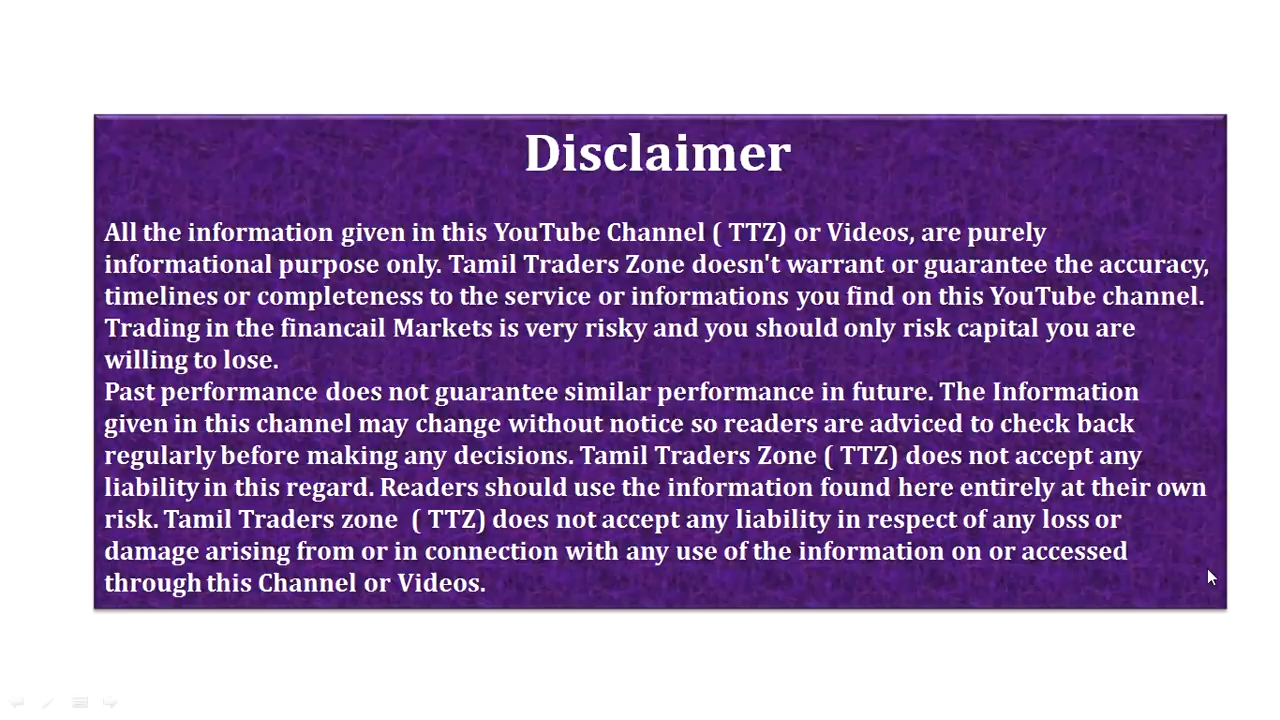 Disclaimer
All the information given in this YouTube Channel ( TTZ) or Videos, are purely
informational purpose only. Tamil Traders Zone doesn't warrant or guarantee the accuracy,
timelines or completeness to the service or informations you find on this YouTube channel.
Trading in the financail Markets is very risky and you should only risk capital you are
willing to lose.
Past performance does not guarantee similar performance in future. The Information
given in this channel may change without notice so readers are adviced to check back
regularly before making any decisions. Tamil Traders Zone ( TTZ) does not accept any
liability in this regard. Readers should use the information found here entirely at their own
risk. Tamil Traders zone  ( TTZ) does not accept any liability in respect of any loss or
damage arising from or in connection with any use of the information on or accessed
through this Channel or Videos.